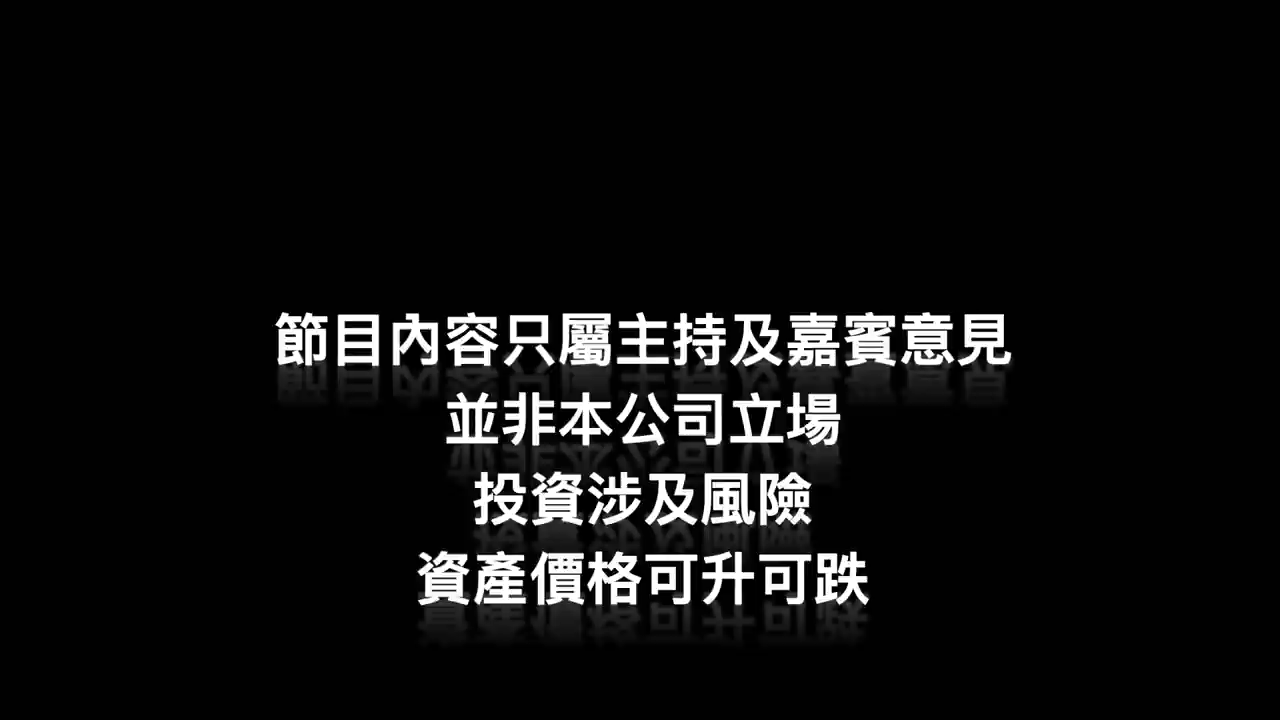 節目內容只屬主持及嘉賓意見
並非本公司立場
投資涉及風險
資產價格可升可跌